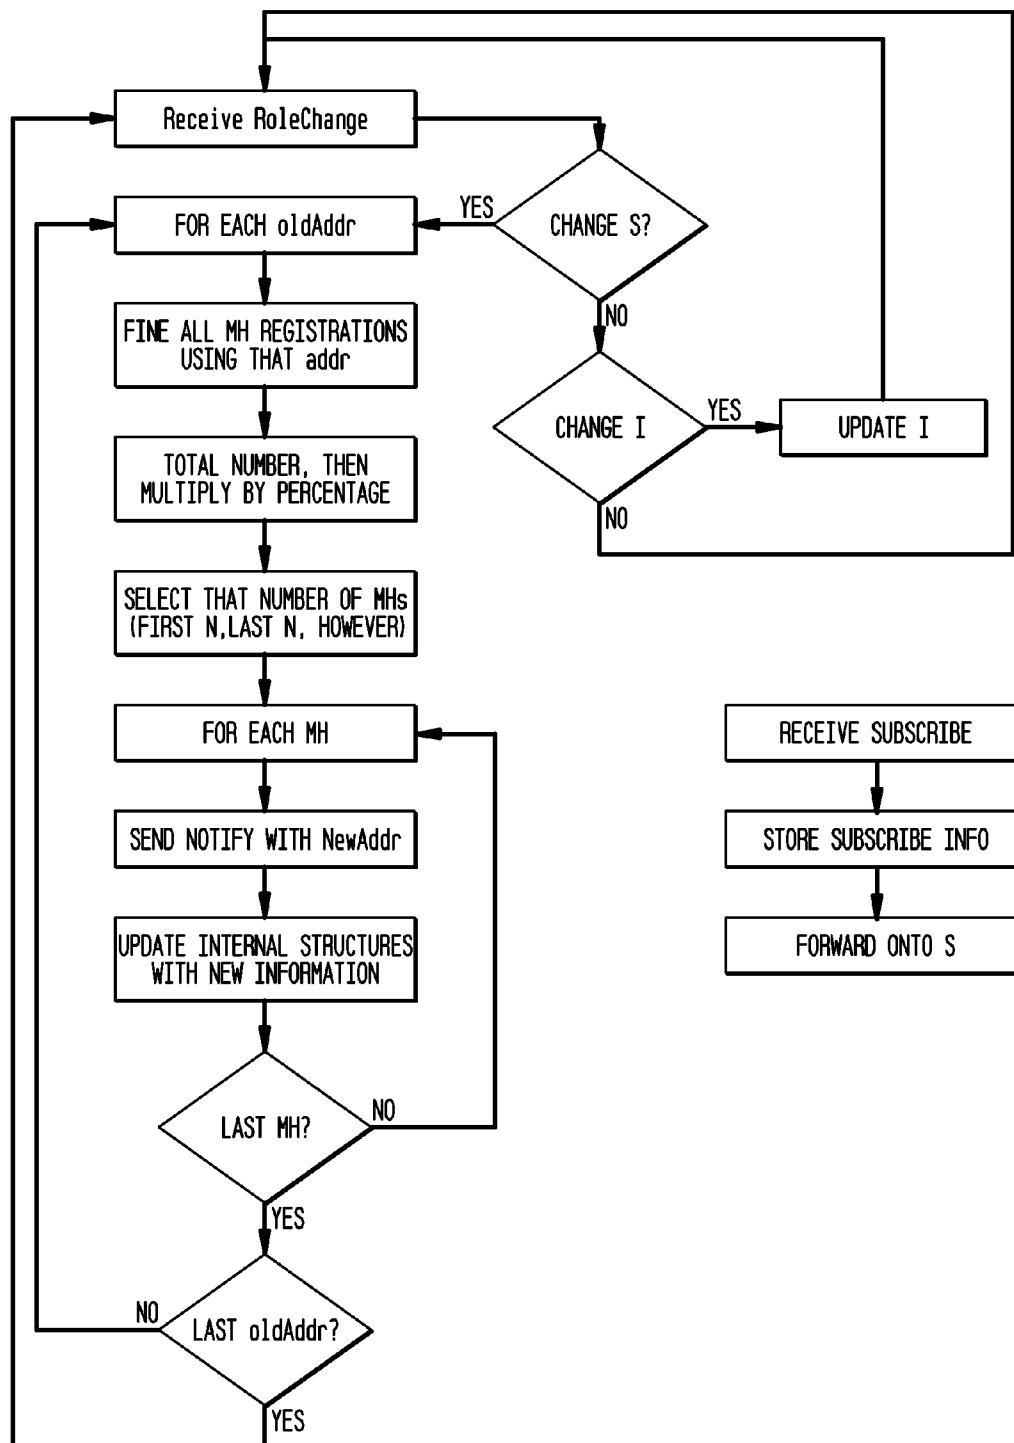 Receive RoleChange
CHANGE S?
YES
NO
FOR EACH oldAddr
FINE ALL MH REGISTRATIONS
USING THAT addr
CHANGE I
YES
NO
UPDATE I
TOTAL NUMBER, THEN
MULTIPLY BY PERCENTAGE
SELECT THAT NUMBER OF MHs
(FIRST N,LAST N, HOWEVER)
FOR EACH MH
SEND NOTIFY WITH NewAddr
UPDATE INTERNAL STRUCTURES
WITH NEW INFORMATION
LAST MH?
NO
YES
LAST oldAddr?
NO
YES
RECEIVE SUBSCRIBE
STORE SUBSCRIBE INFO
FORWARD ONTO S